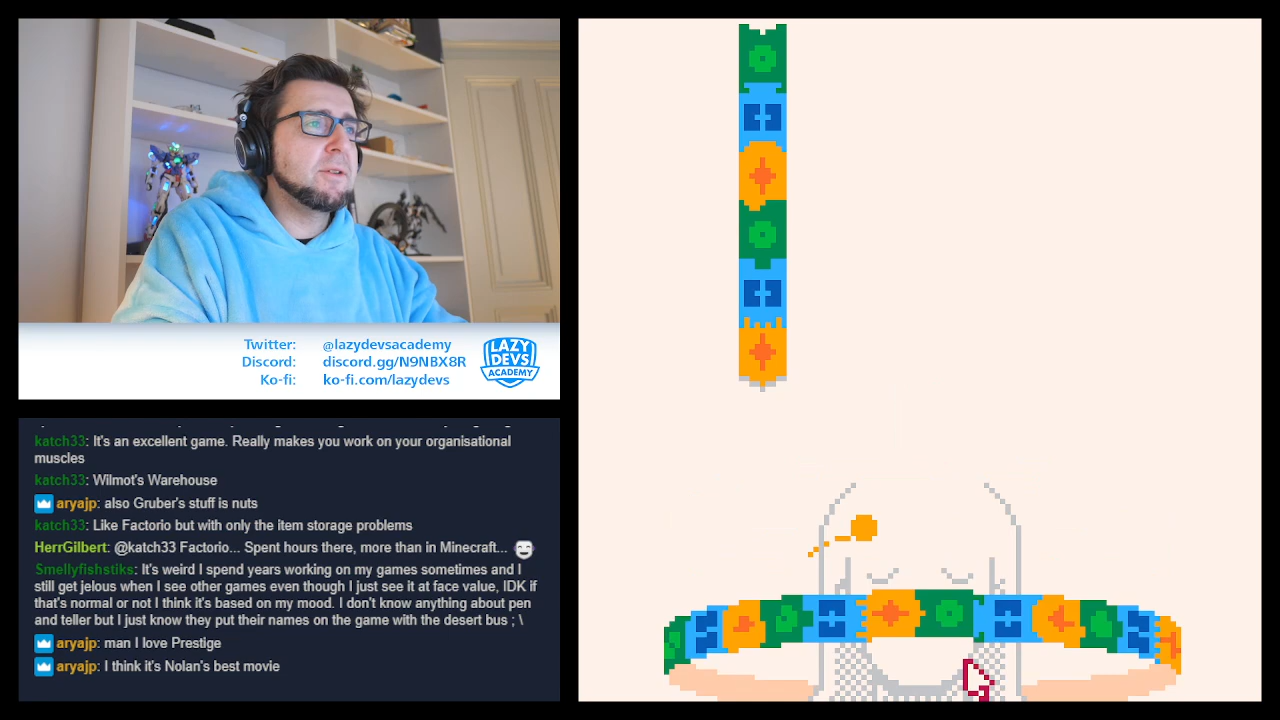 Twitter: @lazydevsacademy
Discord: discord.gg/N9NBX8R
Ko-fi: ko-fi.com/lazydevs
LAZY
DEVS
ACADEMY
katch33: It's an excellent game. Really makes you work on your organisational
muscles
katch33: Wilmot's Warehouse
aryajp: also Gruber's stuff is nuts
katch33: Like Factorio but with only the item storage problems
HerrGilbert: @katch33 Factorio... Spent hours there, more than in Minecraft...
Smellyfishstiks: It's weird I spend years working on my games sometimes and I
still get jelous when I see other games even though I just see it at face value, IDK if
that's normal or not I think it's based on my mood. I don't know anything about pen
and teller but I just know they put their names on the game with the desert bus ; \
aryajp: man I love Prestige
aryajp: I think it's Nolan's best movie